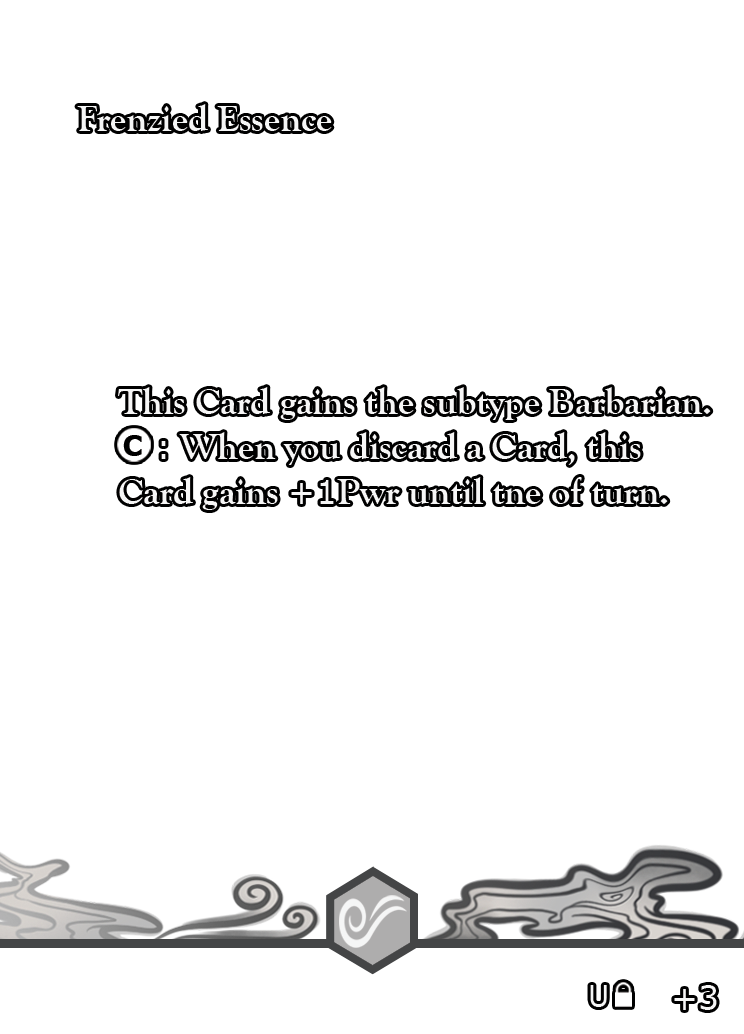 Frenzied Essence
This Card gains the subtype Barbarian.
©: When you discard a Card, this
Card gains +1Pwr until tne of turn.
U +3